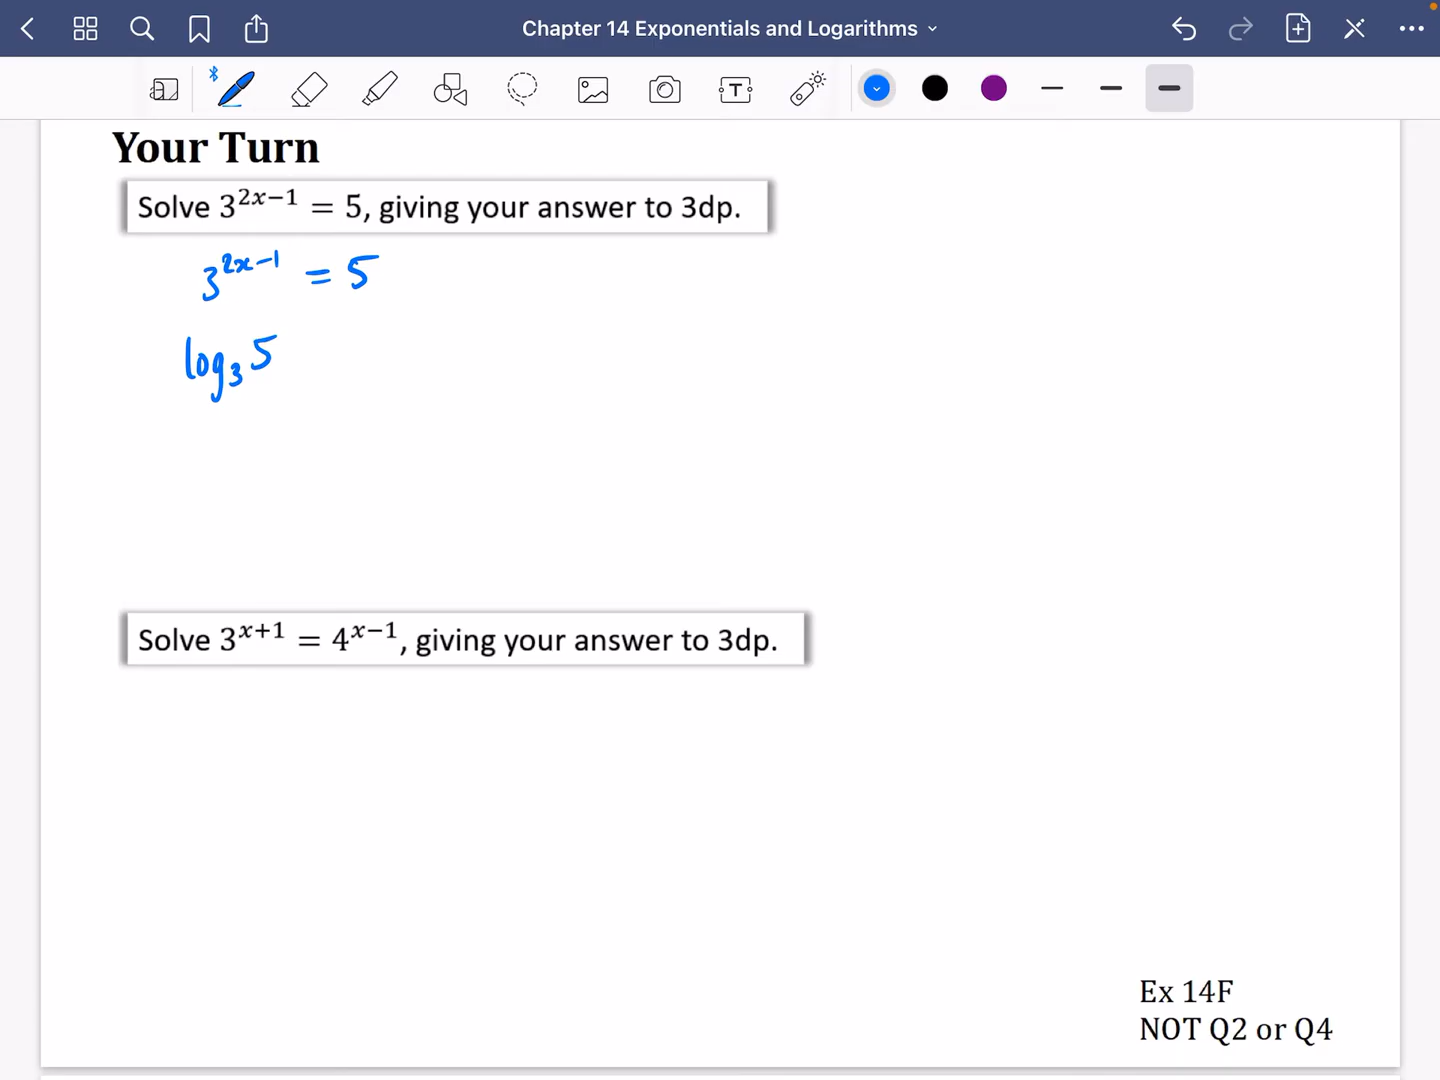 Chapter 14 Exponentials and Logarithms
Your Turn
Solve 3^{2x−1} = 5, giving your answer to 3dp.
3^{2x-1} = 5
log₃ 5
Solve 3^{x+1} = 4^{x−1}, giving your answer to 3dp.
Ex 14F
NOT Q2 or Q4